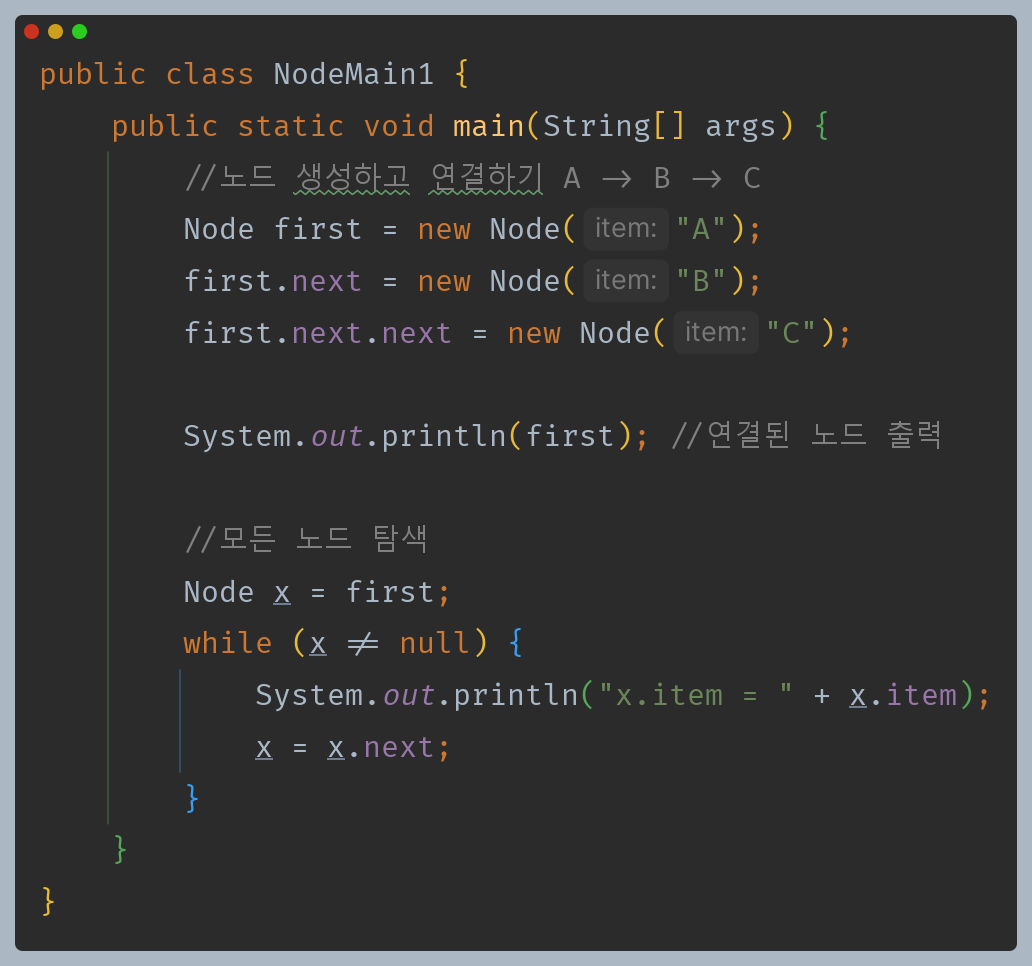 public class NodeMain1 {
    public static void main(String[] args) {
        //노드 생성하고 연결하기 A -> B -> C
        Node first = new Node( item: "A");
        first.next = new Node( item: "B");
        first.next.next = new Node( item: "C");
        System.out.println(first); //연결된 노드 출력
        //모든 노드 탐색
        Node x = first;
        while (x != null) {
            System.out.println("x.item = " + x.item);
            x = x.next;
        }
    }
}